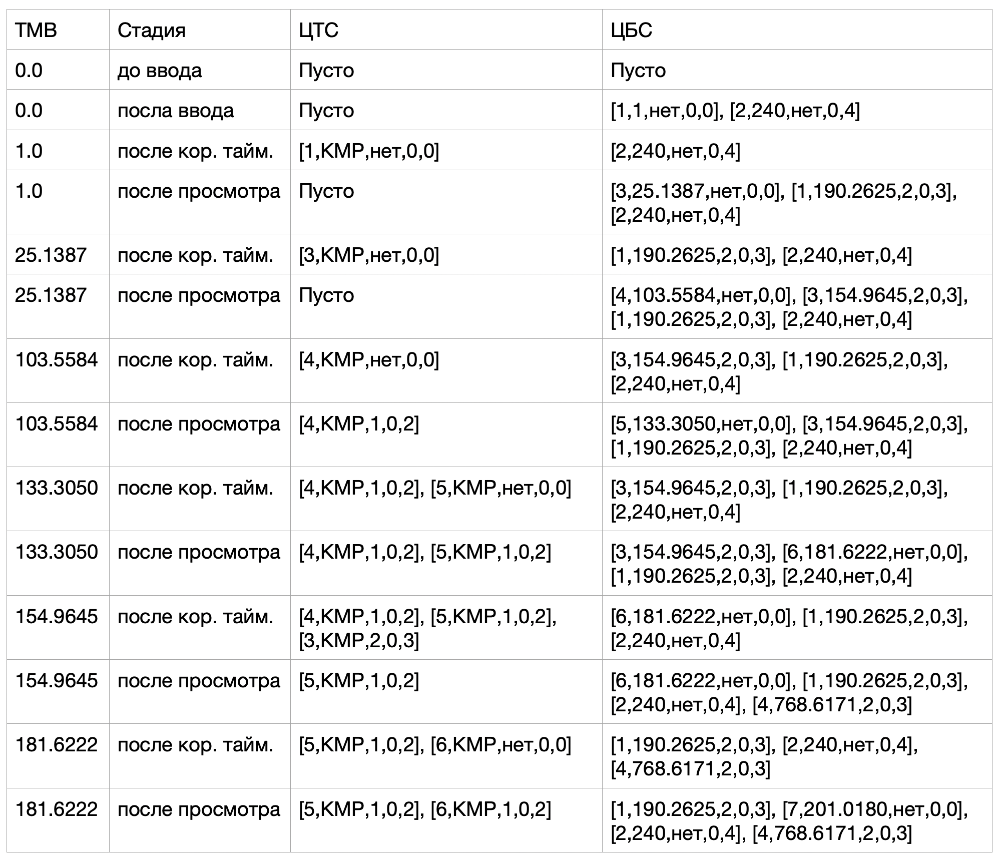 ТМВ Стадия ЦТС ЦБС
0.0 до ввода Пусто Пусто
0.0 посла ввода Пусто [1,1,нет,0,0], [2,240,нет,0,4]
1.0 после кор. тайм. [1,КМР,нет,0,0] [2,240,нет,0,4]
1.0 после просмотра Пусто [3,25.1387,нет,0,0], [1,190.2625,2,0,3],
[2,240,нет,0,4]
25.1387 после кор. тайм. [3,КМР,нет,0,0] [1,190.2625,2,0,3], [2,240,нет,0,4]
25.1387 после просмотра Пусто [4,103.5584,нет,0,0], [3,154.9645,2,0,3],
[1,190.2625,2,0,3], [2,240,нет,0,4]
103.5584 после кор. тайм. [4,КМР,нет,0,0] [3,154.9645,2,0,3], [1,190.2625,2,0,3],
[2,240,нет,0,4]
103.5584 после просмотра [4,КМР,1,0,2] [5,133.3050,нет,0,0], [3,154.9645,2,0,3],
[1,190.2625,2,0,3], [2,240,нет,0,4]
133.3050 после кор. тайм. [4,КМР,1,0,2], [5,КМР,нет,0,0] [3,154.9645,2,0,3], [1,190.2625,2,0,3],
[2,240,нет,0,4]
133.3050 после просмотра [4,КМР,1,0,2], [5,КМР,1,0,2] [3,154.9645,2,0,3], [6,181.6222,нет,0,0],
[1,190.2625,2,0,3], [2,240,нет,0,4]
154.9645 после кор. тайм. [4,КМР,1,0,2], [5,КМР,1,0,2], [6,181.6222,нет,0,0], [1,190.2625,2,0,3],
[3,КМР,2,0,3] [2,240,нет,0,4]
154.9645 после просмотра [5,КМР,1,0,2] [6,181.6222,нет,0,0], [1,190.2625,2,0,3],
[2,240,нет,0,4], [4,768.6171,2,0,3]
181.6222 после кор. тайм. [5,КМР,1,0,2], [6,КМР,нет,0,0] [1,190.2625,2,0,3], [2,240,нет,0,4],
[4,768.6171,2,0,3]
181.6222 после просмотра [5,КМР,1,0,2], [6,КМР,1,0,2] [1,190.2625,2,0,3], [7,201.0180,нет,0,0],
[2,240,нет,0,4], [4,768.6171,2,0,3]